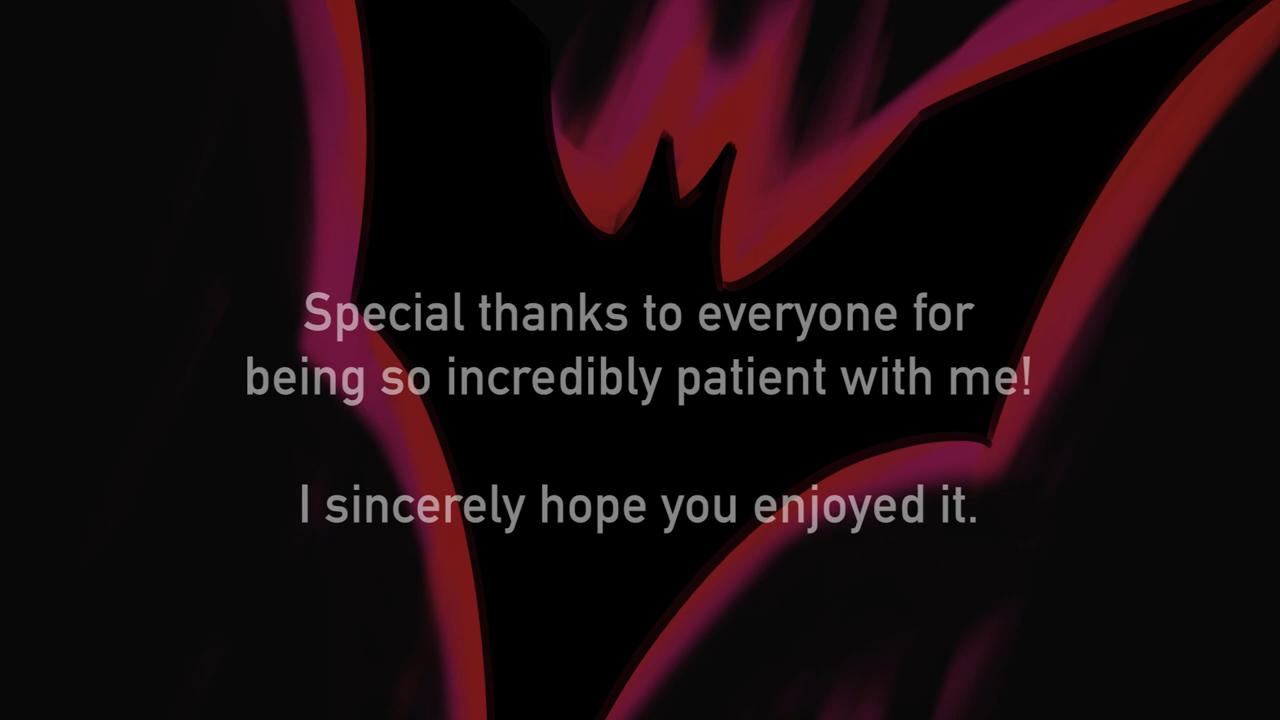 Special thanks to everyone for
being so incredibly patient with me!
I sincerely hope you enjoyed it.